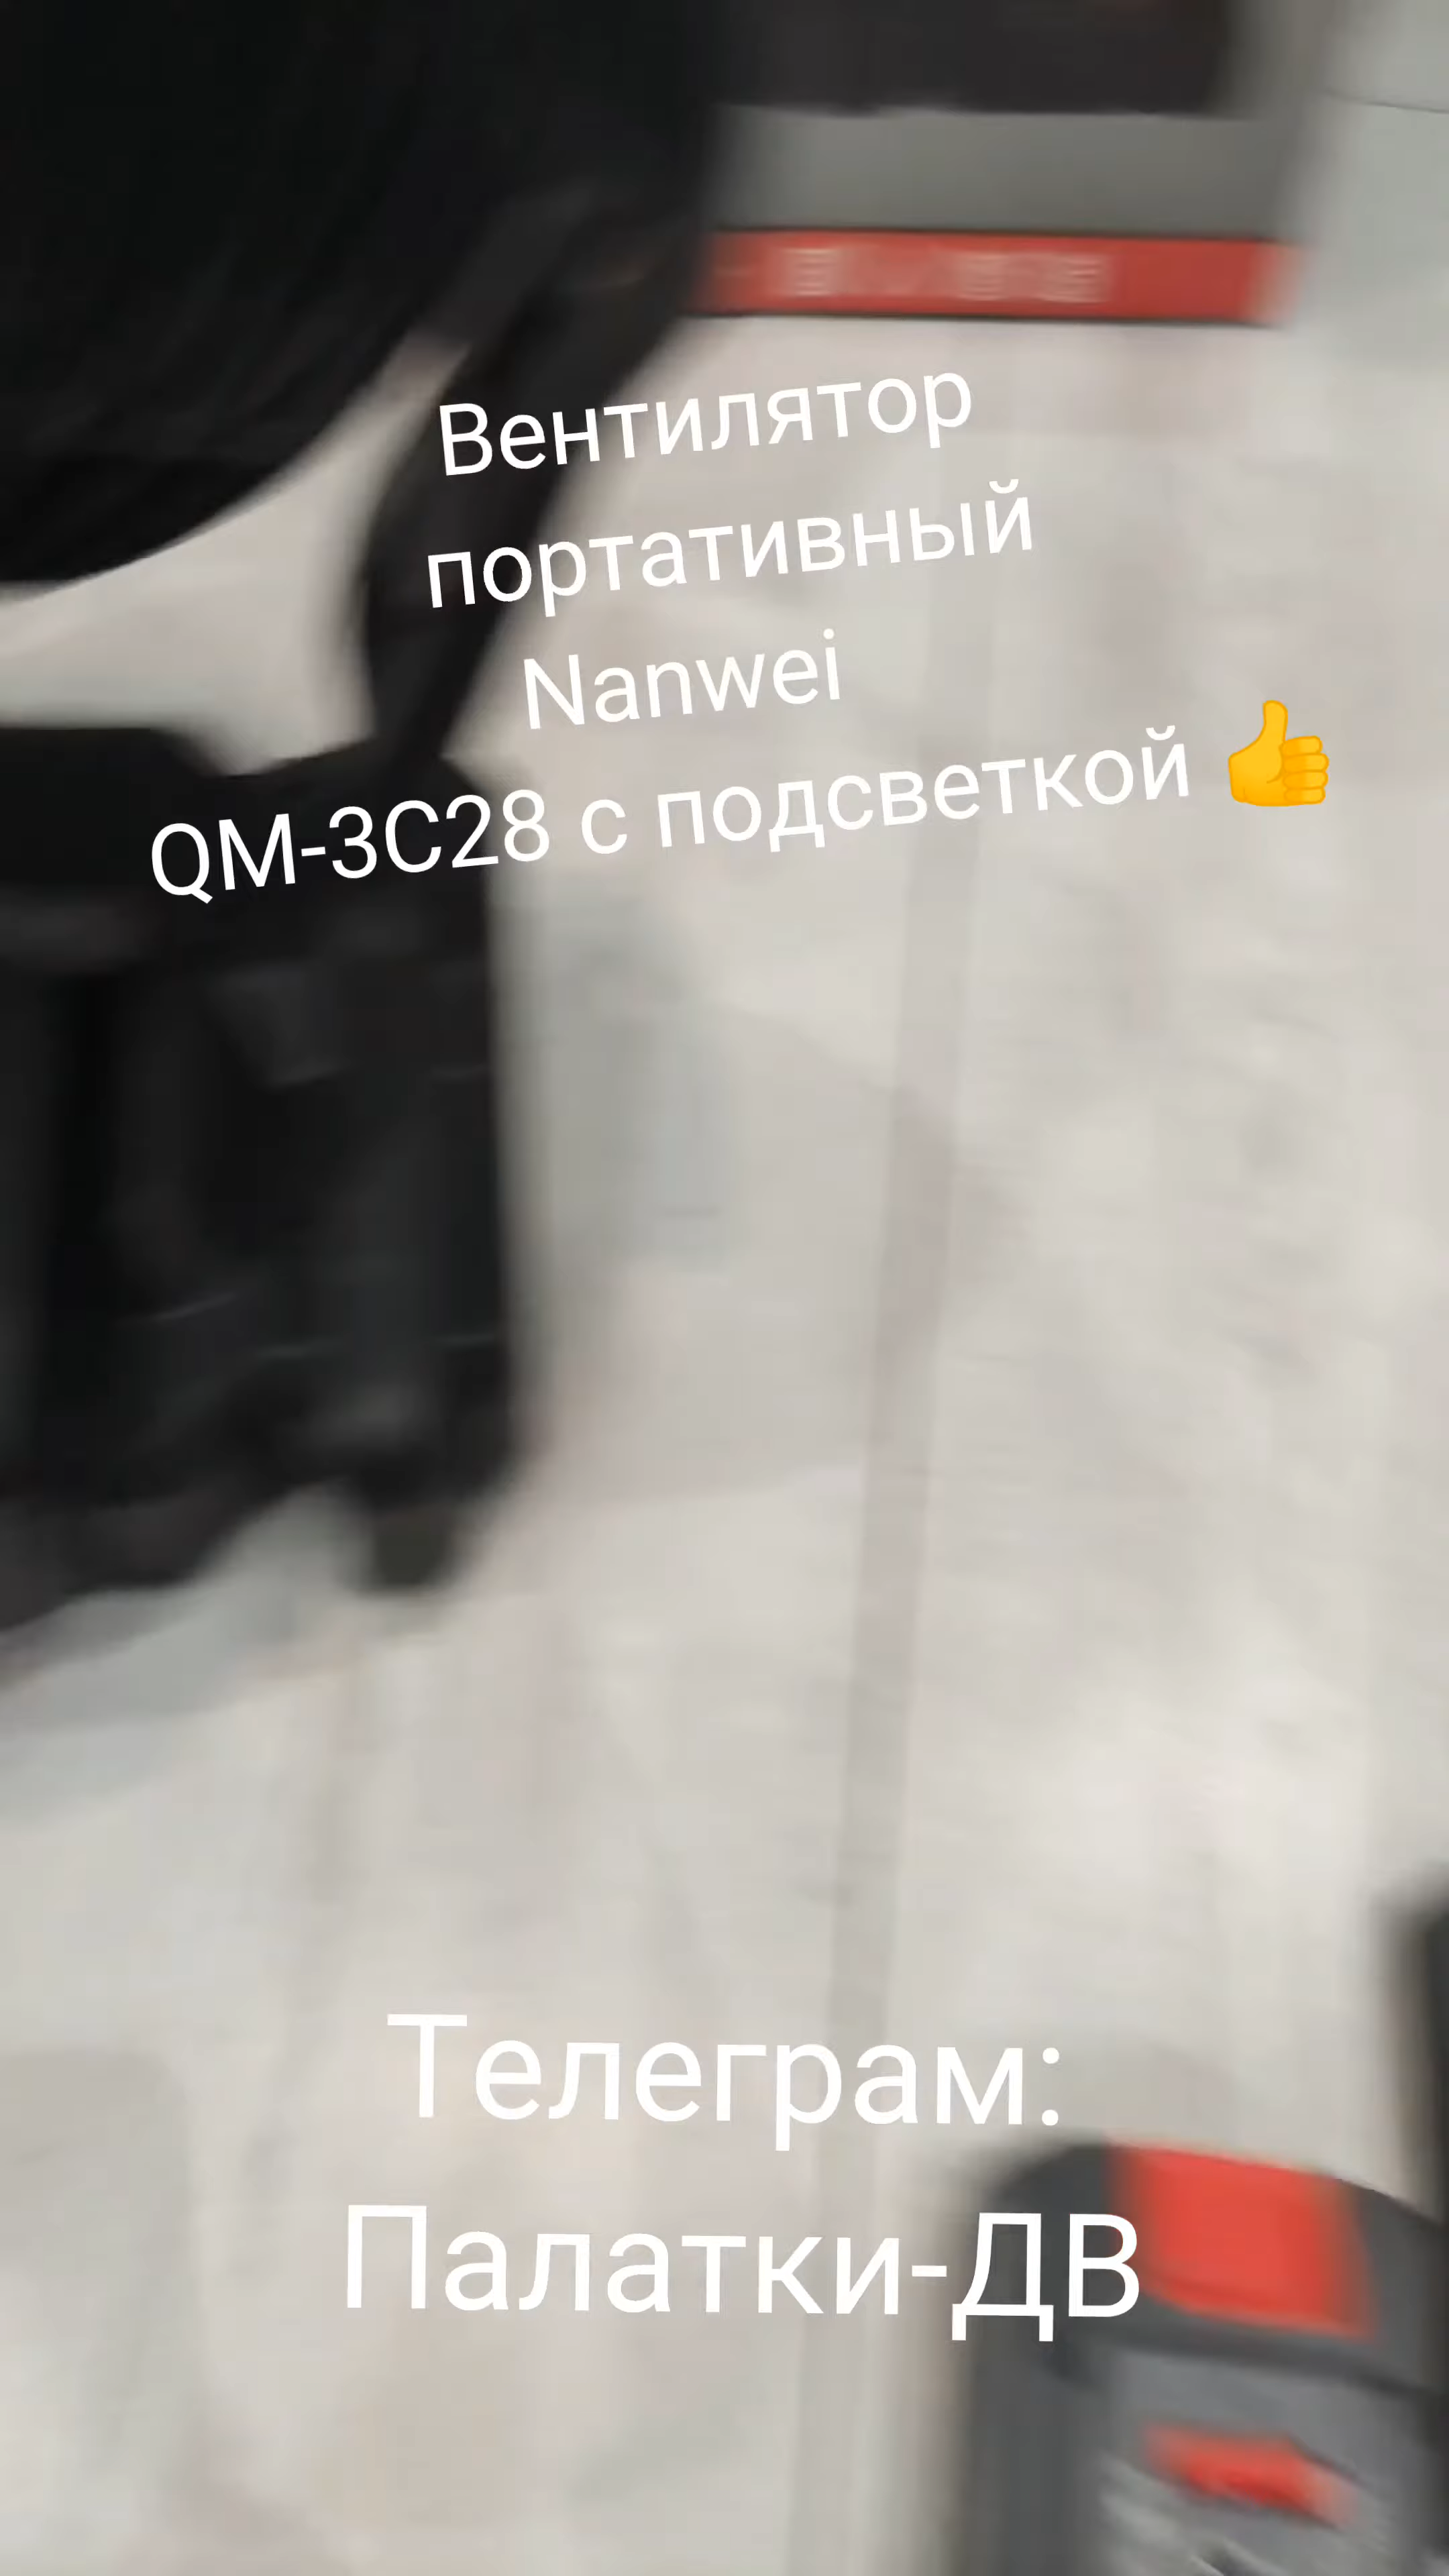 Вентилятор
портативный
Nanwei
QM-3C28 с подсветкой 👍
Телеграм:
Палатки-ДВ